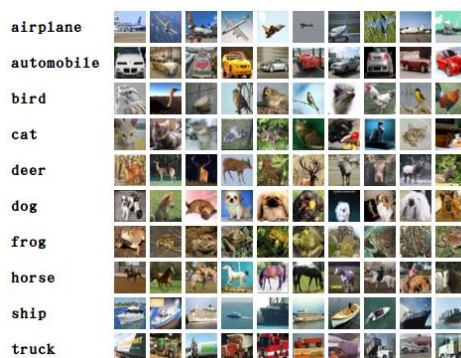 airplane
automobile
bird
cat
deer
dog
frog
horse
ship
truck